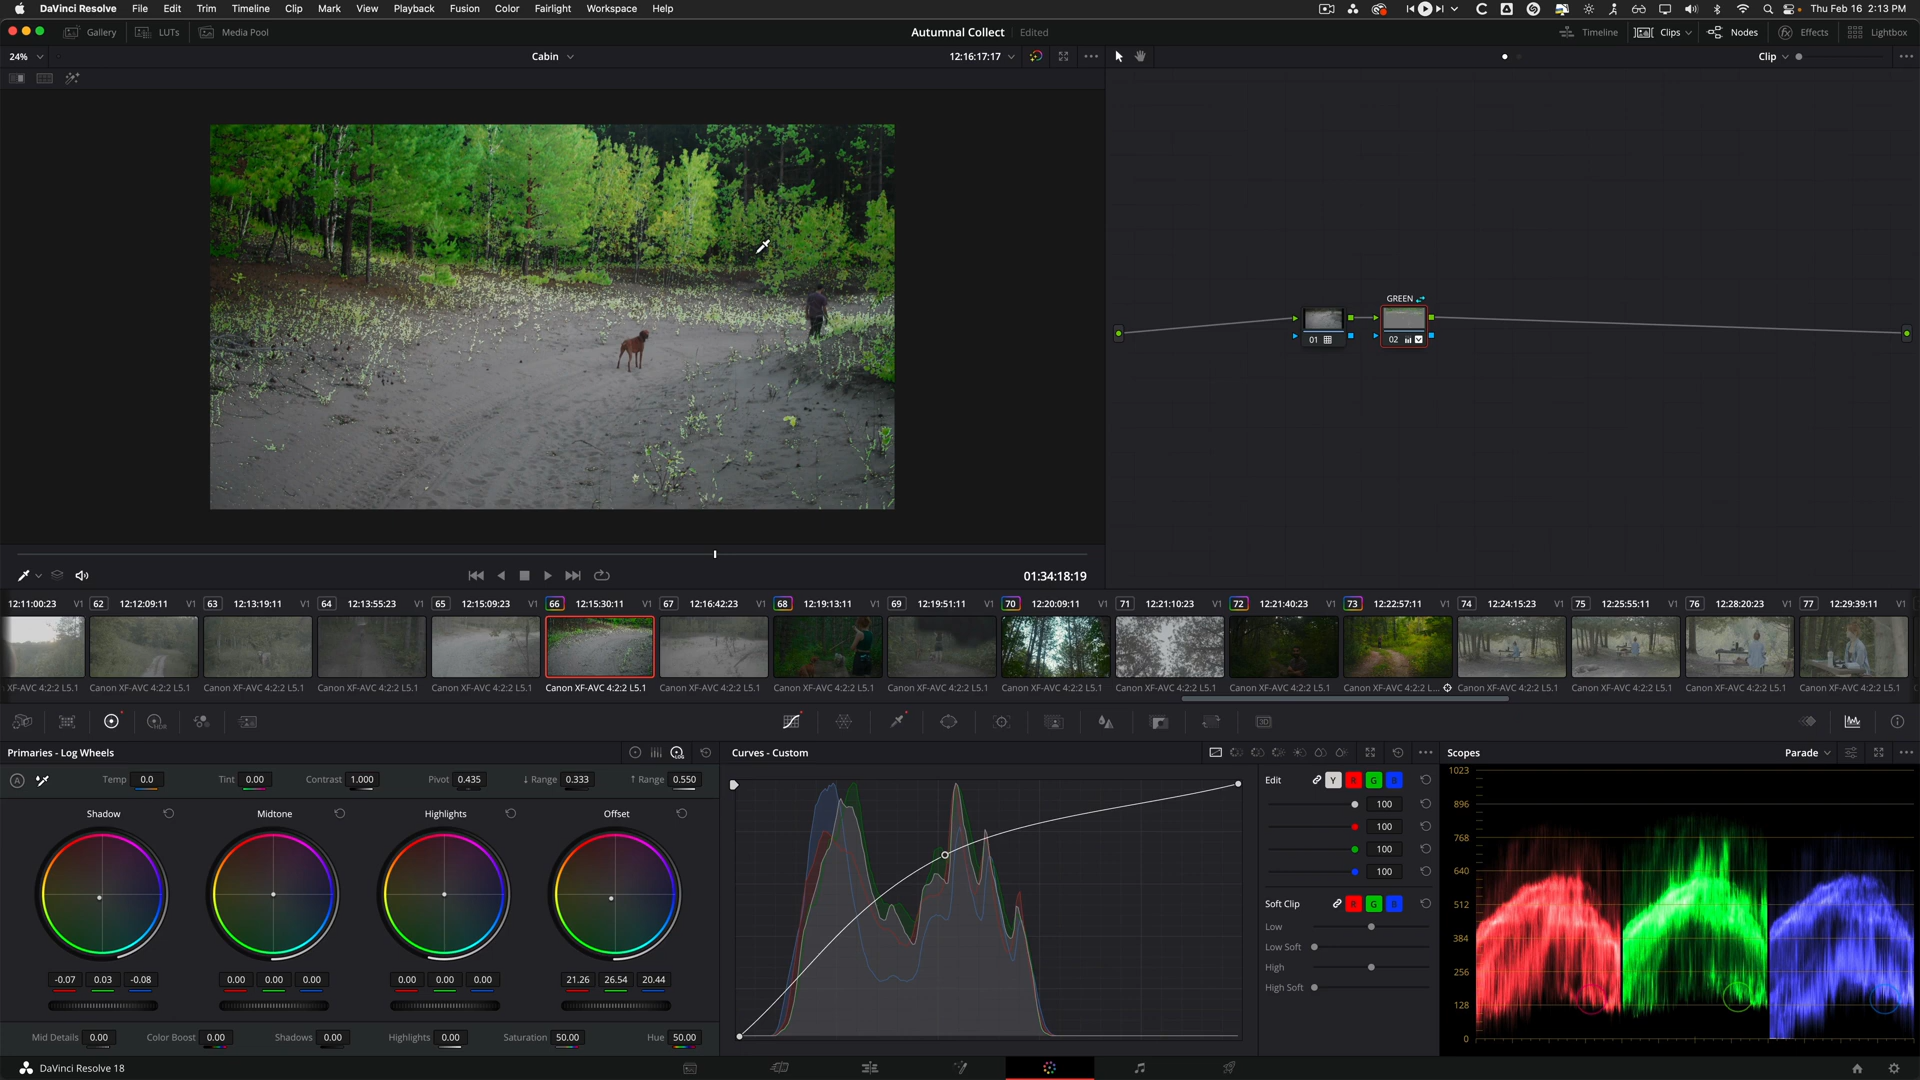 DaVinci Resolve File Edit Trim Timeline Clip Mark View Playback Fusion Color Fairlight Workspace Help Thu Feb 16 2:13 PM
Gallery LUTs Media Pool Autumnal Collect Edited Timeline Clips Nodes Effects Lightbox
24% Cabin 12:16:17:17 Clip
GREEN
01 02
01:34:18:19
12:11:00:23 V1 62 12:12:09:11 V1 63 12:13:19:11 V1 64 12:13:55:23 V1 65 12:15:09:23 V1 66 12:15:30:11 V1 67 12:16:42:23 V1 68 12:19:13:11 V1 69 12:19:51:11 V1 70 12:20:09:11 V1 71 12:21:10:23 V1 72 12:21:40:23 V1 73 12:22:57:11 V1 74 12:24:15:23 V1 75 12:25:55:11 V1 76 12:28:20:23 V1 77 12:29:39:11 V1
XF-AVC 4:2:2 L5.1 Canon XF-AVC 4:2:2 L5.1 Canon XF-AVC 4:2:2 L5.1 Canon XF-AVC 4:2:2 L5.1 Canon XF-AVC 4:2:2 L5.1 Canon XF-AVC 4:2:2 L5.1 Canon XF-AVC 4:2:2 L5.1 Canon XF-AVC 4:2:2 L5.1 Canon XF-AVC 4:2:2 L5.1 Canon XF-AVC 4:2:2 L5.1 Canon XF-AVC 4:2:2 L5.1 Canon XF-AVC 4:2:2 L5.1 Canon XF-AVC 4:2:2 L... Canon XF-AVC 4:2:2 L5.1 Canon XF-AVC 4:2:2 L5.1 Canon XF-AVC 4:2:2 L5.1 Canon XF-AVC 4:2:2 L5.1
HDR 3D
Primaries - Log Wheels Curves - Custom Scopes Parade
A Temp 0.0 Tint 0.00 Contrast 1.000 Pivot 0.435 ↓ Range 0.333 ↑ Range 0.550
Edit Y R G B
Shadow Midtone Highlights Offset
100
100
100
100
Soft Clip R G B
Low
Low Soft
High
High Soft
1023
896
768
640
512
384
256
128
0
-0.07 0.03 -0.08 0.00 0.00 0.00 0.00 0.00 0.00 21.26 26.54 20.44
Mid Details 0.00 Color Boost 0.00 Shadows 0.00 Highlights 0.00 Saturation 50.00 Hue 50.00
DaVinci Resolve 18